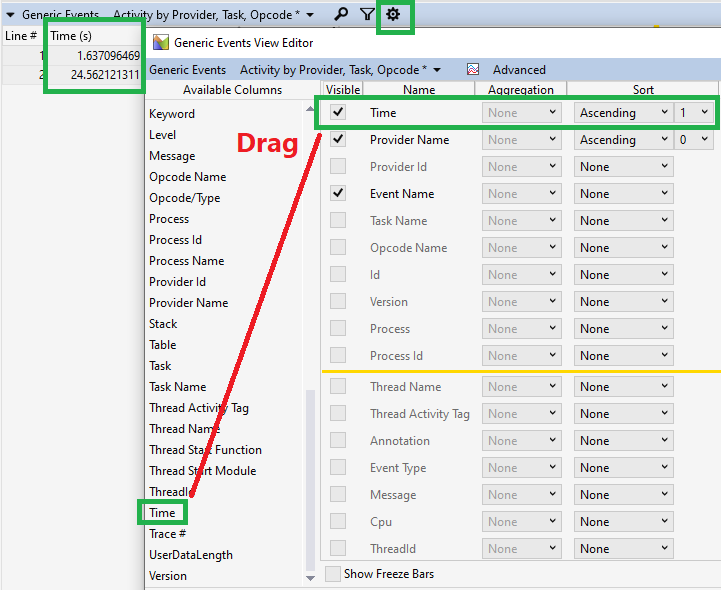 Generic Events Activity by Provider, Task, Opcode *
Line # Time (s)
1 1.637096469
2 24.562121311
Generic Events View Editor
Generic Events Activity by Provider, Task, Opcode * Advanced
Available Columns
Keyword
Level
Message
Opcode Name
Opcode/Type
Process
Process Id
Process Name
Provider Id
Provider Name
Stack
Table
Task
Task Name
Thread Activity Tag
Thread Name
Thread Start Function
Thread Start Module
ThreadId
Time
Trace #
UserDataLength
Version
Drag
Visible Name Aggregation Sort
Time None Ascending 1
Provider Name None Ascending 0
Provider Id None None
Event Name None None
Task Name None None
Opcode Name None None
Id None None
Version None None
Process None None
Process Id None None
Thread Name None None
Thread Activity Tag None None
Annotation None None
Event Type None None
Message None None
Cpu None None
ThreadId None None
Show Freeze Bars